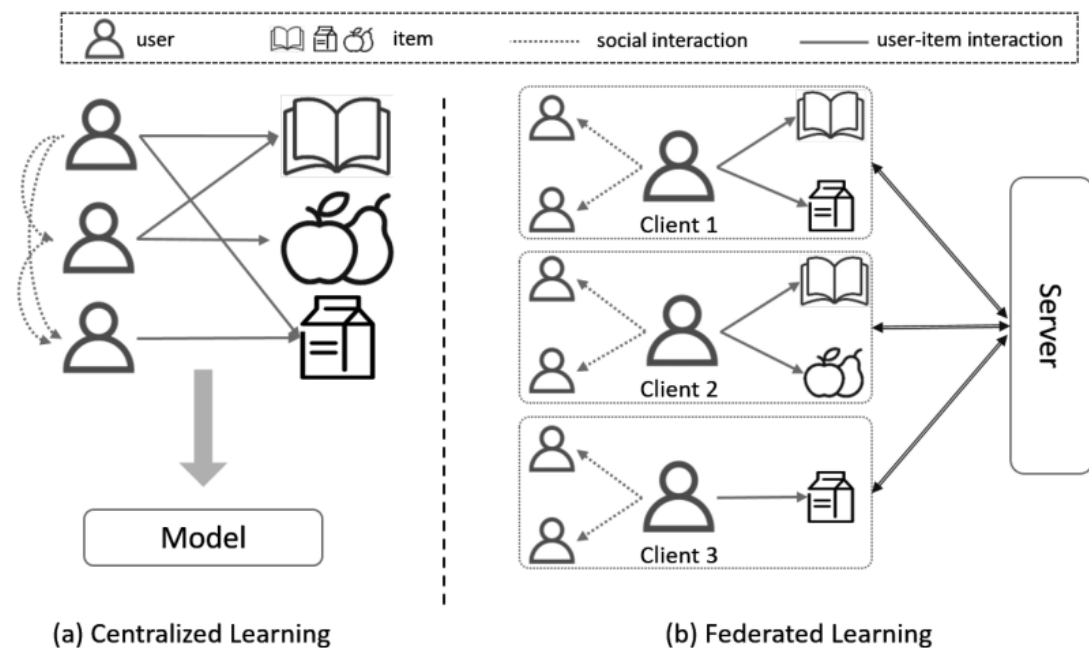 user
item
social interaction
user-item interaction
Model
(a) Centralized Learning
Client 1
Client 2
Client 3
Server
(b) Federated Learning